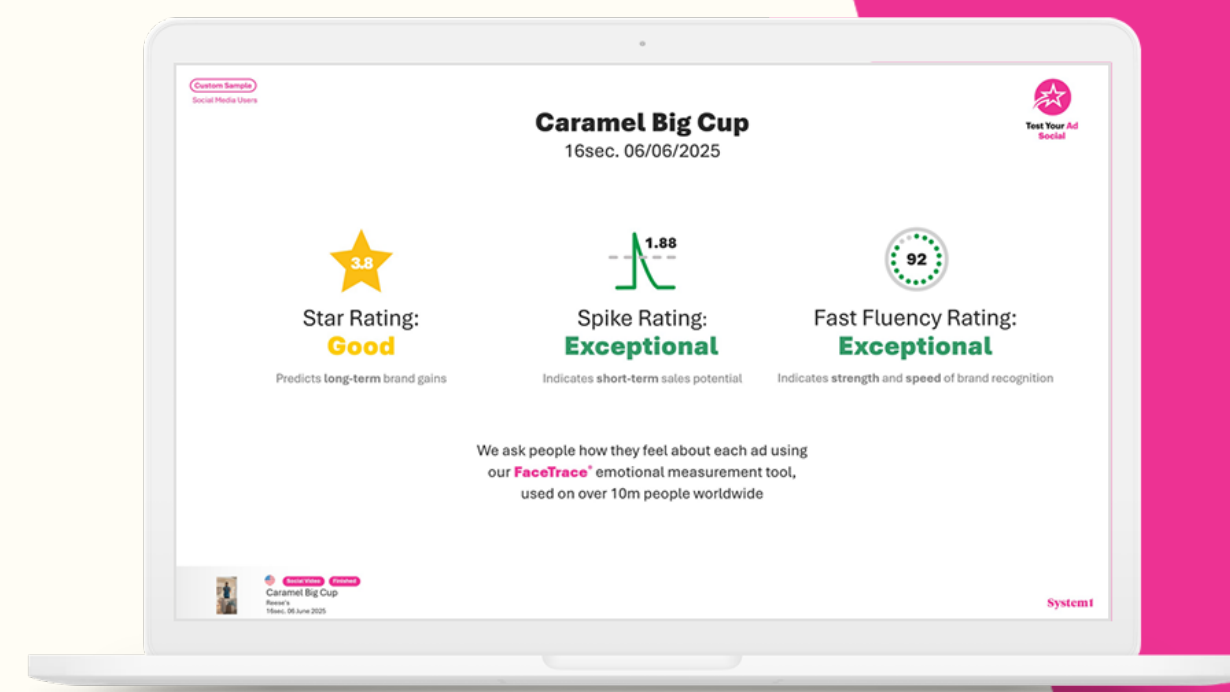 Custom Sample
Social Media Users
Test Your Ad
Social
Caramel Big Cup
16sec. 06/06/2025
3.8
1.88
92
Star Rating:
Good
Predicts long-term brand gains
Spike Rating:
Exceptional
Indicates short-term sales potential
Fast Fluency Rating:
Exceptional
Indicates strength and speed of brand recognition
We ask people how they feel about each ad using
our FaceTrace® emotional measurement tool,
used on over 10m people worldwide
Social Video
Finished
Caramel Big Cup
Reese's
16sec. 06 June 2025
System1